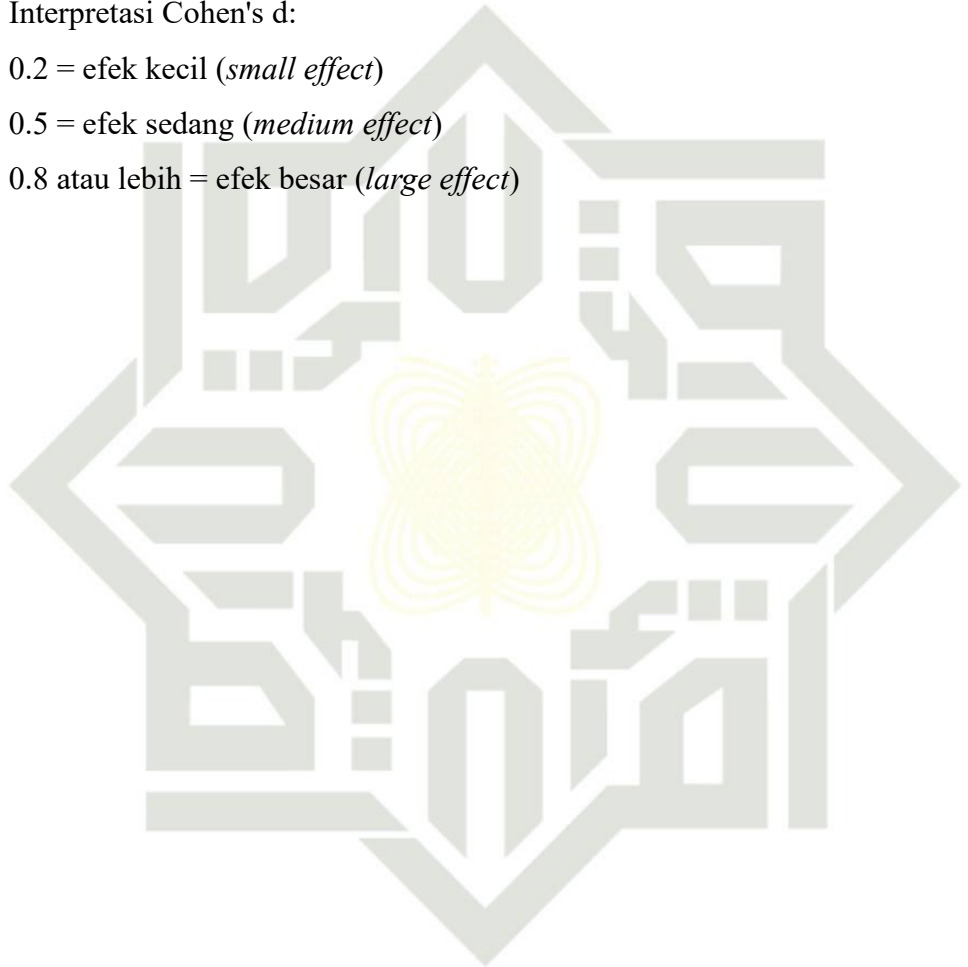 Interpretasi Cohen's d:
0.2 = efek kecil (small effect)
0.5 = efek sedang (medium effect)
0.8 atau lebih = efek besar (large effect)